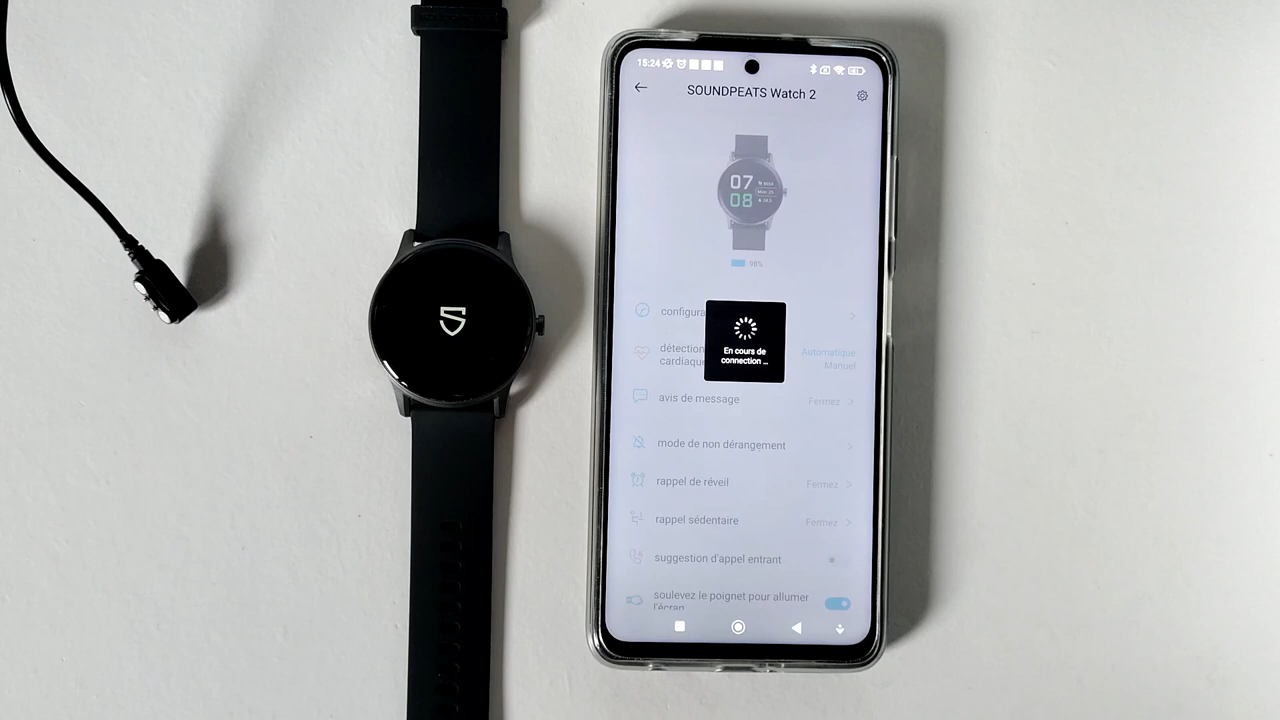 15:24
SOUNDPEATS Watch 2
07
08
98%
configura
détection
cardiaque
Automatique
Manuel
En cours de
connection ...
avis de message
Fermez
mode de non dérangement
rappel de réveil
Fermez
rappel sédentaire
Fermez
suggestion d'appel entrant
soulevez le poignet pour allumer
l'écran